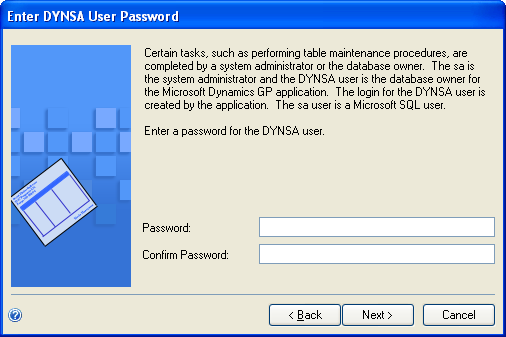 Enter DYNSA User Password
Certain tasks, such as performing table maintenance procedures, are
completed by a system administrator or the database owner.  The sa is
the system administrator and the DYNSA user is the database owner for
the Microsoft Dynamics GP application.  The login for the DYNSA user is
created by the application.  The sa user is a Microsoft SQL user.
Enter a password for the DYNSA user.
Password:
Confirm Password:
?
< Back
Next >
Cancel